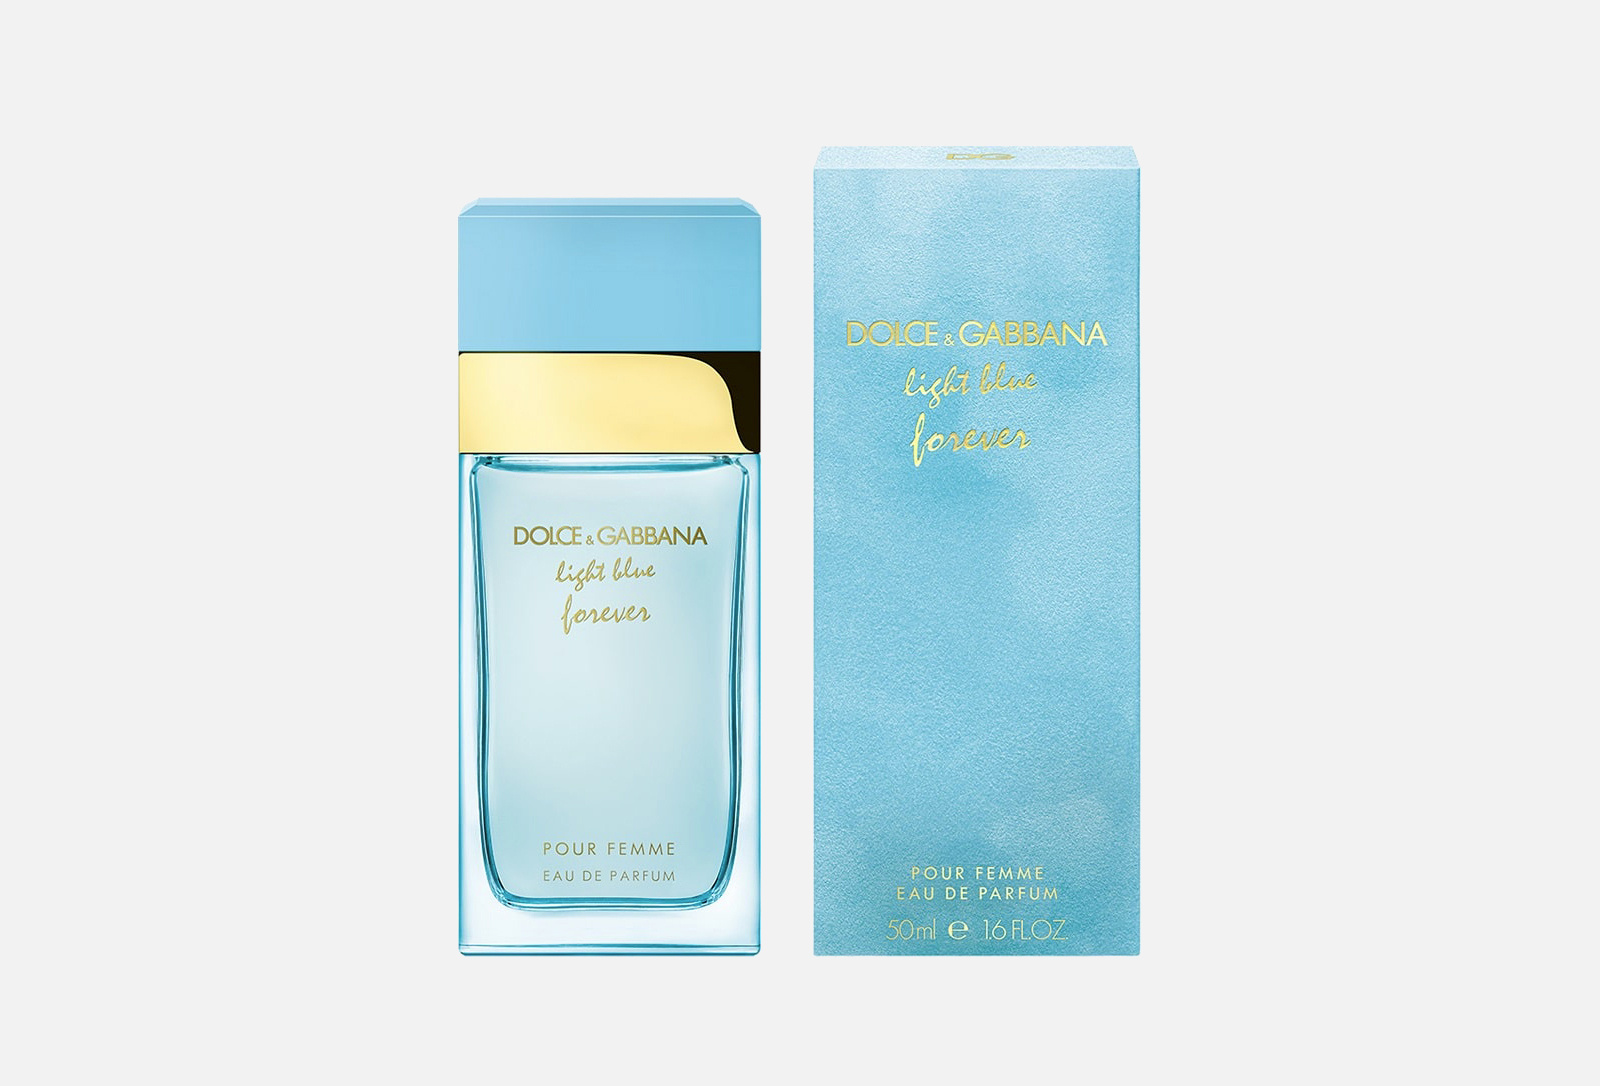 DOLCE & GABBANA
light blue
forever
POUR FEMME
EAU DE PARFUM
DG
DOLCE & GABBANA
light blue
forever
POUR FEMME
EAU DE PARFUM
50ml e 1.6 FL.OZ.